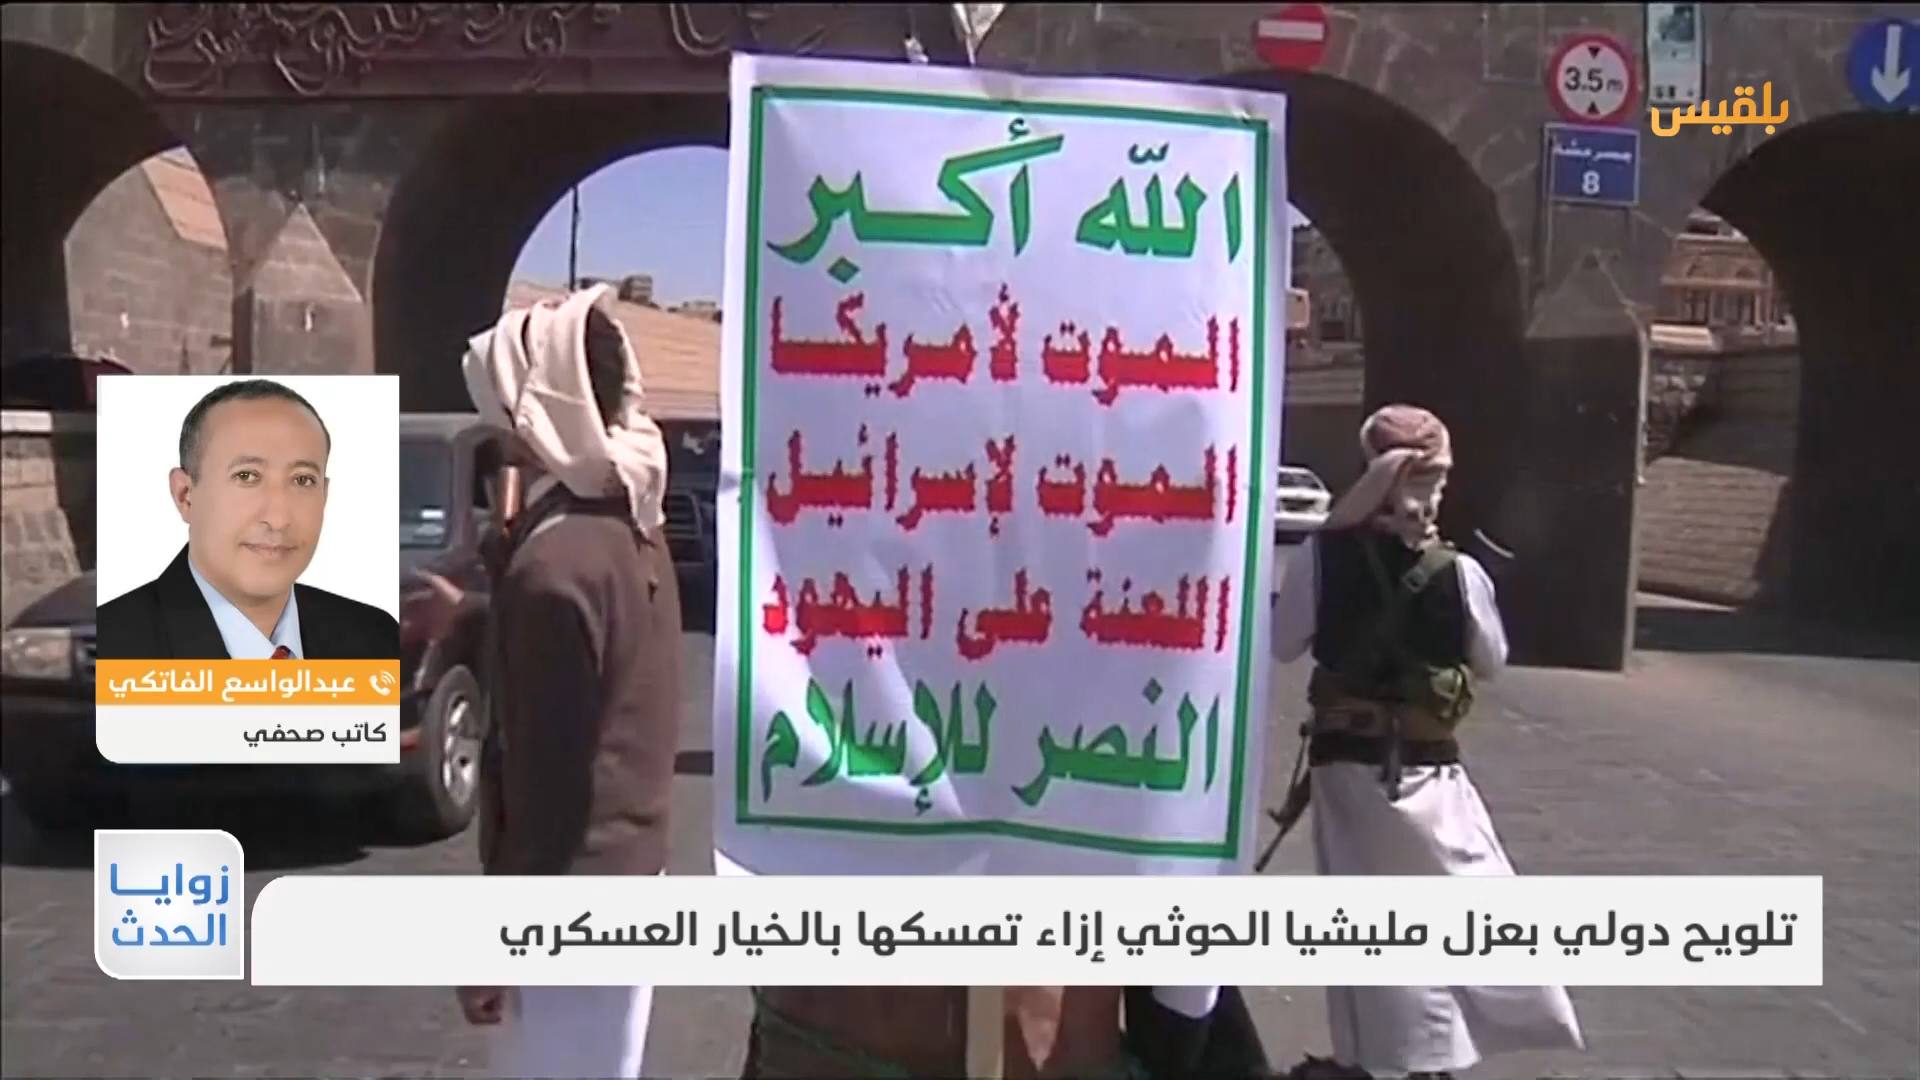 3.5 m
بلقيس
8
الله أكبر
الموت لأمريكا
الموت لإسرائيل
اللعنة على اليهود
النصر للإسلام
عبدالواسع الفاتكي
كاتب صحفي
زوايا
الحدث
تلويح دولي بعزل مليشيا الحوثي إزاء تمسكها بالخيار العسكري